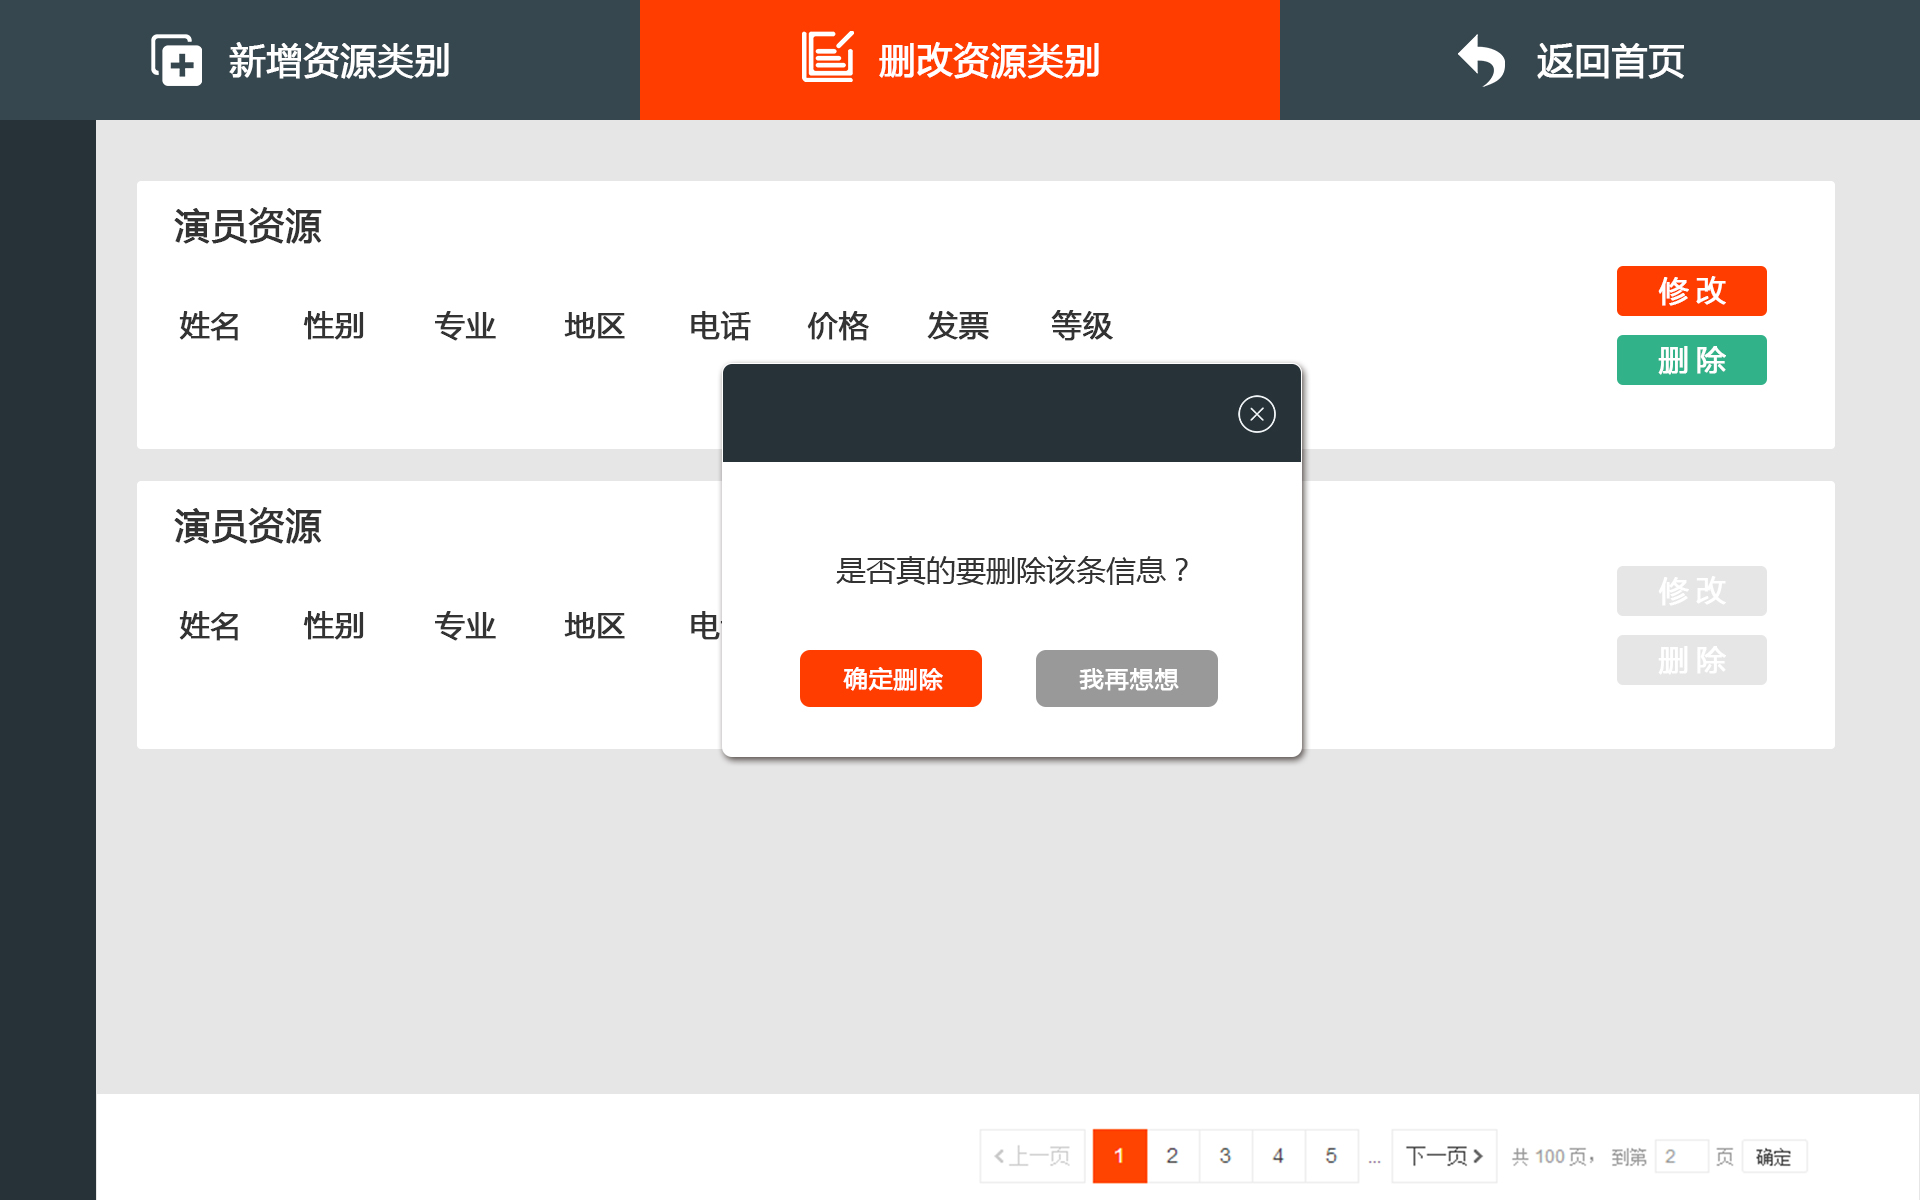 新增资源类别
删改资源类别
返回首页
演员资源
姓名 性别 专业 地区 电话 价格 发票 等级
修 改
删 除
演员资源
姓名 性别 专业 地区 电
修 改
删 除
是否真的要删除该条信息？
确定删除 我再想想
上一页 1 2 3 4 5 ... 下一页 共 100 页， 到第 2 页 确定